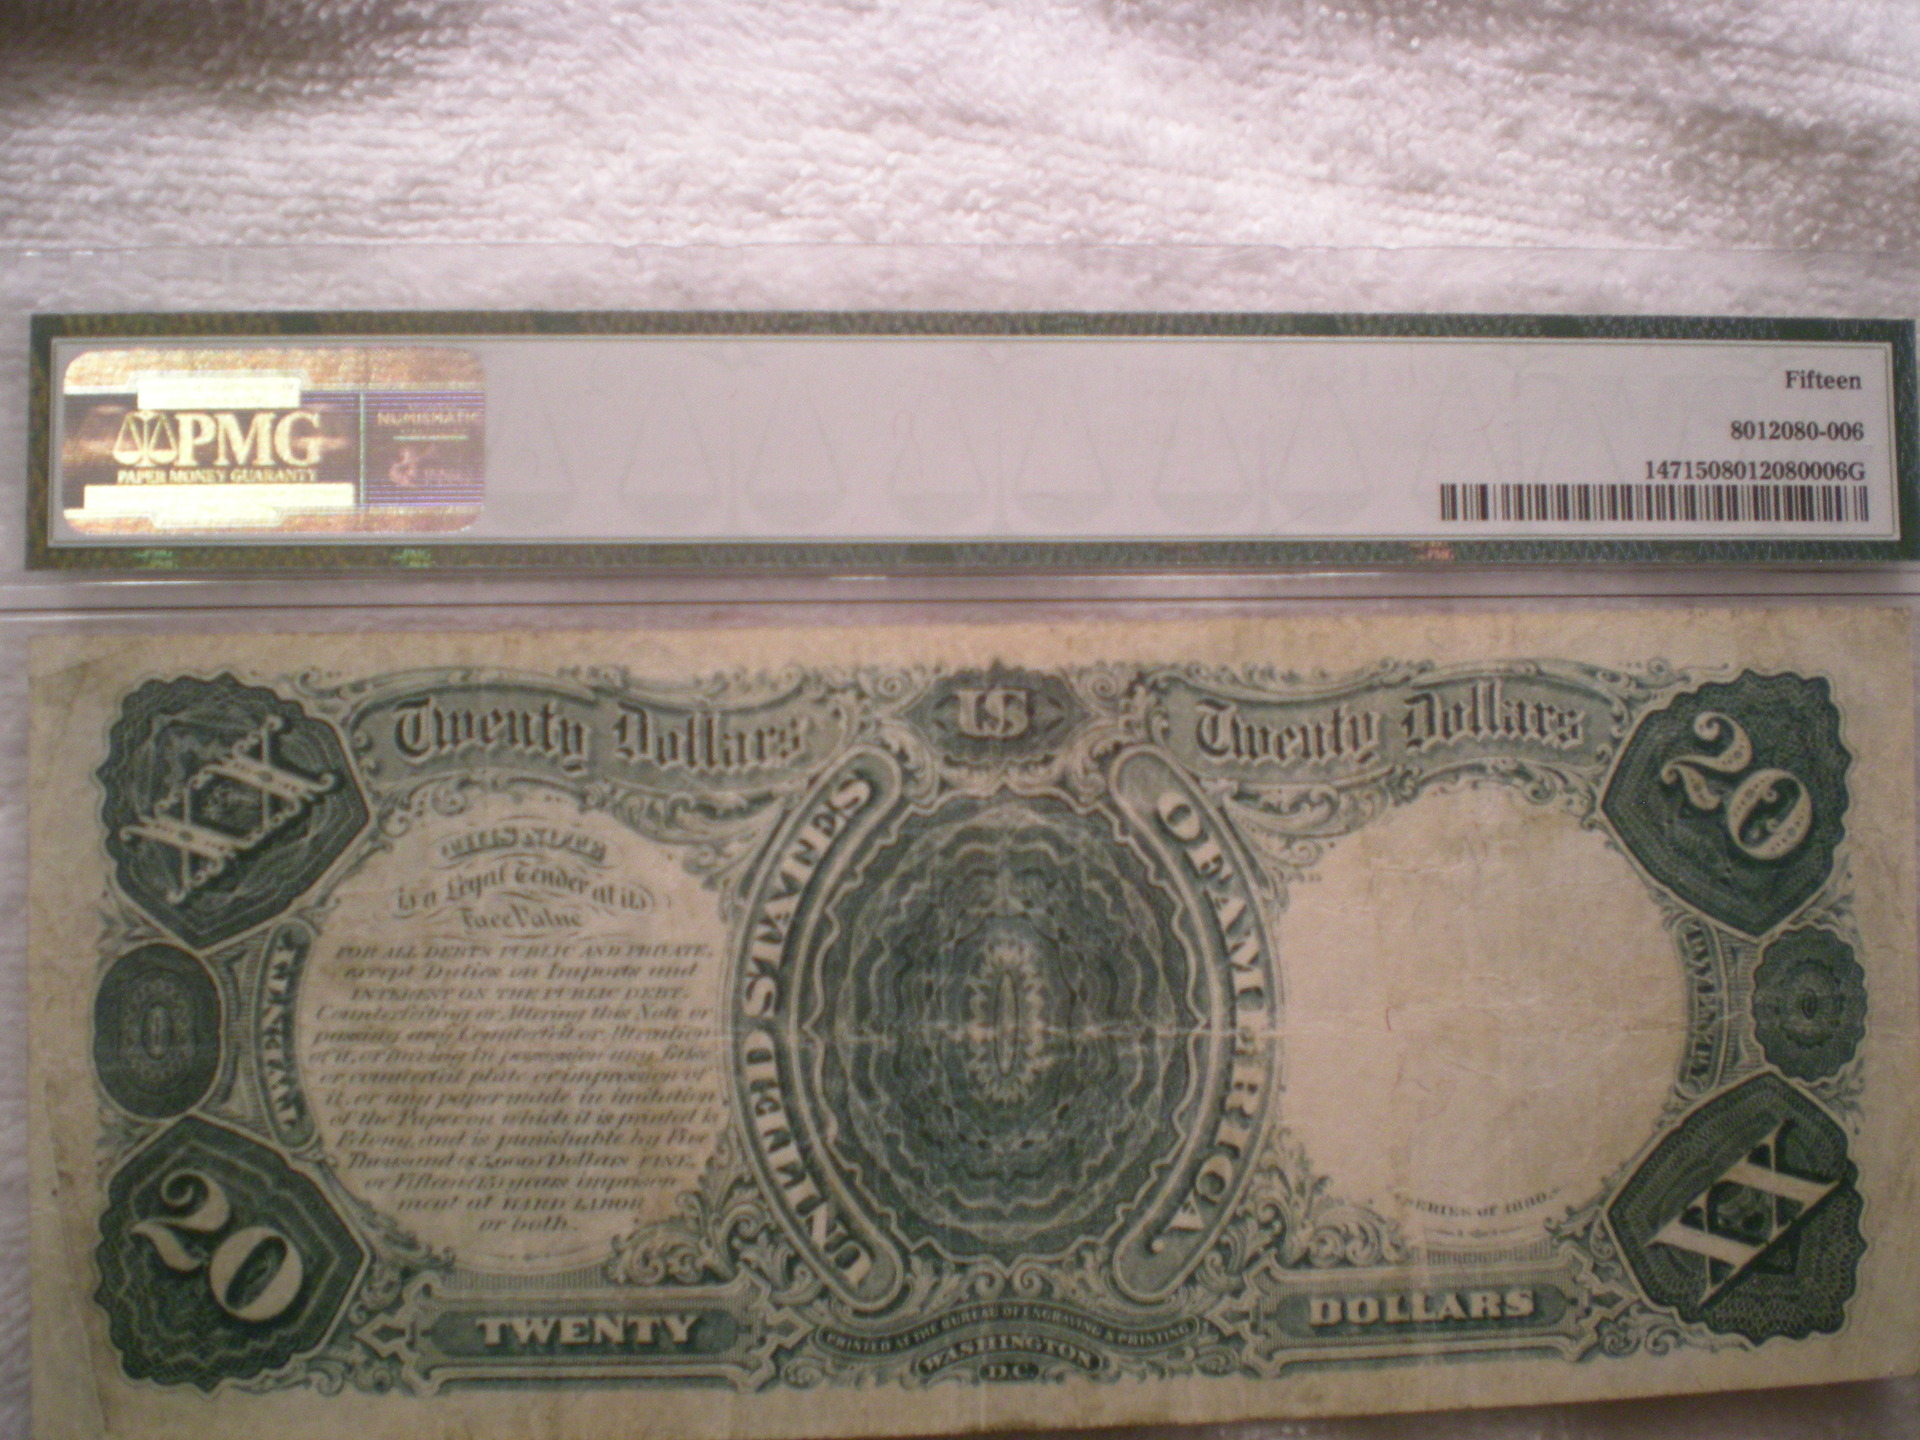 PMG
PAPER MONEY GUARANTY
NUMISMATIC
Fifteen
8012080-006
1471508012080006G
Twenty Dollars
US
Twenty Dollars
XX
20
UNITED STATES
OF AMERICA
THIS NOTE
is a Legal Tender at its
Face Value
FOR ALL DEBTS PUBLIC AND PRIVATE,
except Duties on Imports and
INTEREST ON THE PUBLIC DEBT.
Counterfeiting or Altering this Note or
passing any Counterfeit or Alteration
of it, or having in possession any false
or counterfeit plate or impression of
it, or any paper made in imitation
of the Paper on which it is printed is
Felony, and is punishable by Five
Thousand ($5,000) Dollars FINE,
or Fifteen (15) years imprison
ment at HARD LABOR
or both.
TWENTY
TWENTY
SERIES OF 1880.
20
XX
TWENTY
DOLLARS
PRINTED AT THE BUREAU OF ENGRAVING & PRINTING
WASHINGTON
D.C.